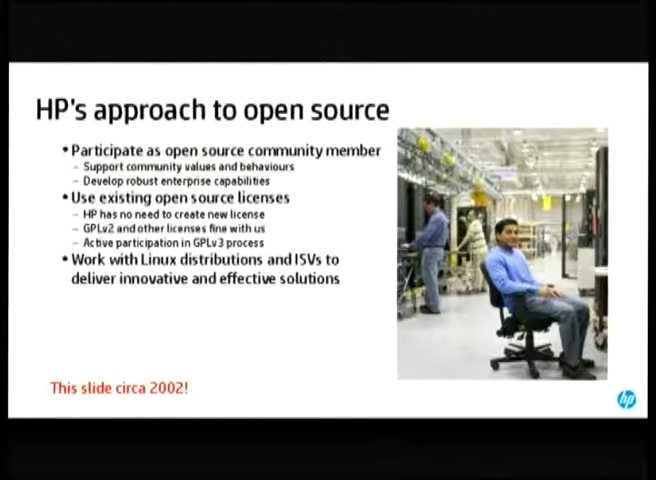 HP's approach to open source
• Participate as open source community member
– Support community values and behaviours
– Develop robust enterprise capabilities
• Use existing open source licenses
– HP has no need to create new license
– GPLv2 and other licenses fine with us
– Active participation in GPLv3 process
• Work with Linux distributions and ISVs to
deliver innovative and effective solutions
This slide circa 2002!
hp